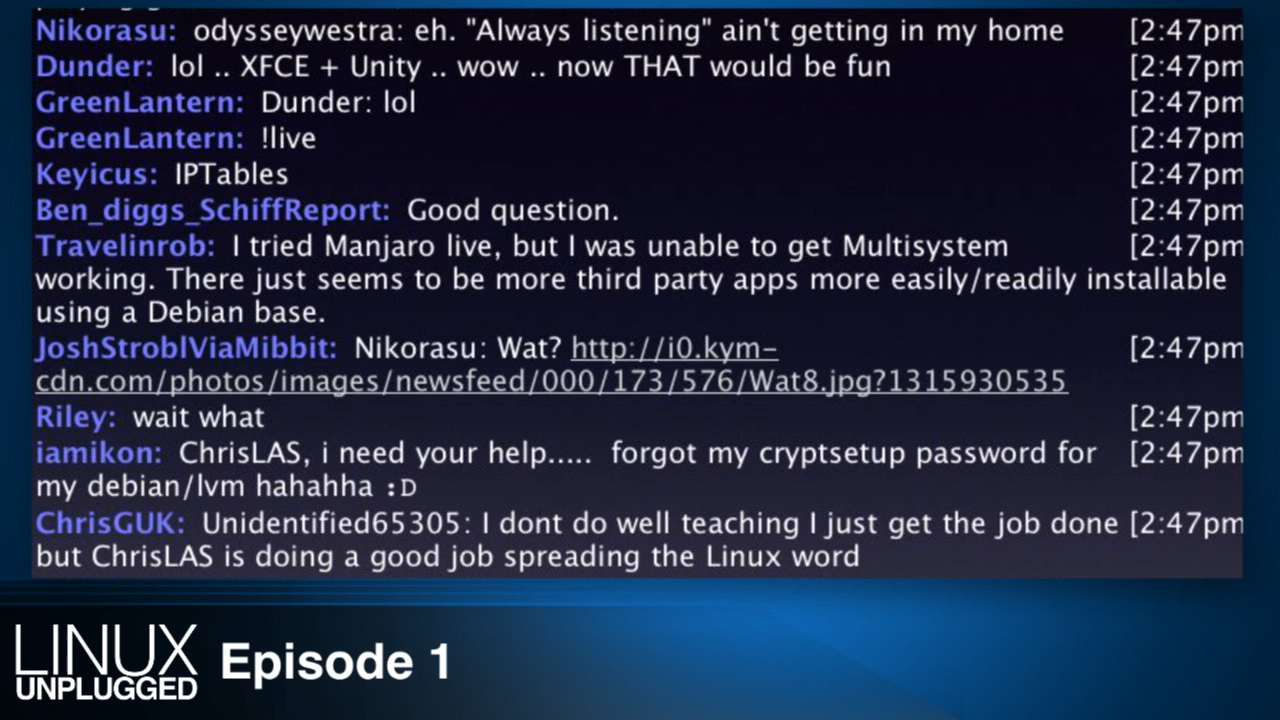 Nikorasu: odysseywestra: eh. "Always listening" ain't getting in my home [2:47pm
Dunder: lol .. XFCE + Unity .. wow .. now THAT would be fun [2:47pm
GreenLantern: Dunder: lol [2:47pm
GreenLantern: !live [2:47pm
Keyicus: IPTables [2:47pm
Ben_diggs_SchiffReport: Good question. [2:47pm
Travelinrob: I tried Manjaro live, but I was unable to get Multisystem [2:47pm
working. There just seems to be more third party apps more easily/readily installable
using a Debian base.
JoshStroblViaMibbit: Nikorasu: Wat? http://i0.kym- [2:47pm
cdn.com/photos/images/newsfeed/000/173/576/Wat8.jpg?1315930535
Riley: wait what [2:47pm
iamikon: ChrisLAS, i need your help..... forgot my cryptsetup password for [2:47pm
my debian/lvm hahahha :D
ChrisGUK: Unidentified65305: I dont do well teaching I just get the job done [2:47pm
but ChrisLAS is doing a good job spreading the Linux word
LINUX
UNPLUGGED
Episode 1